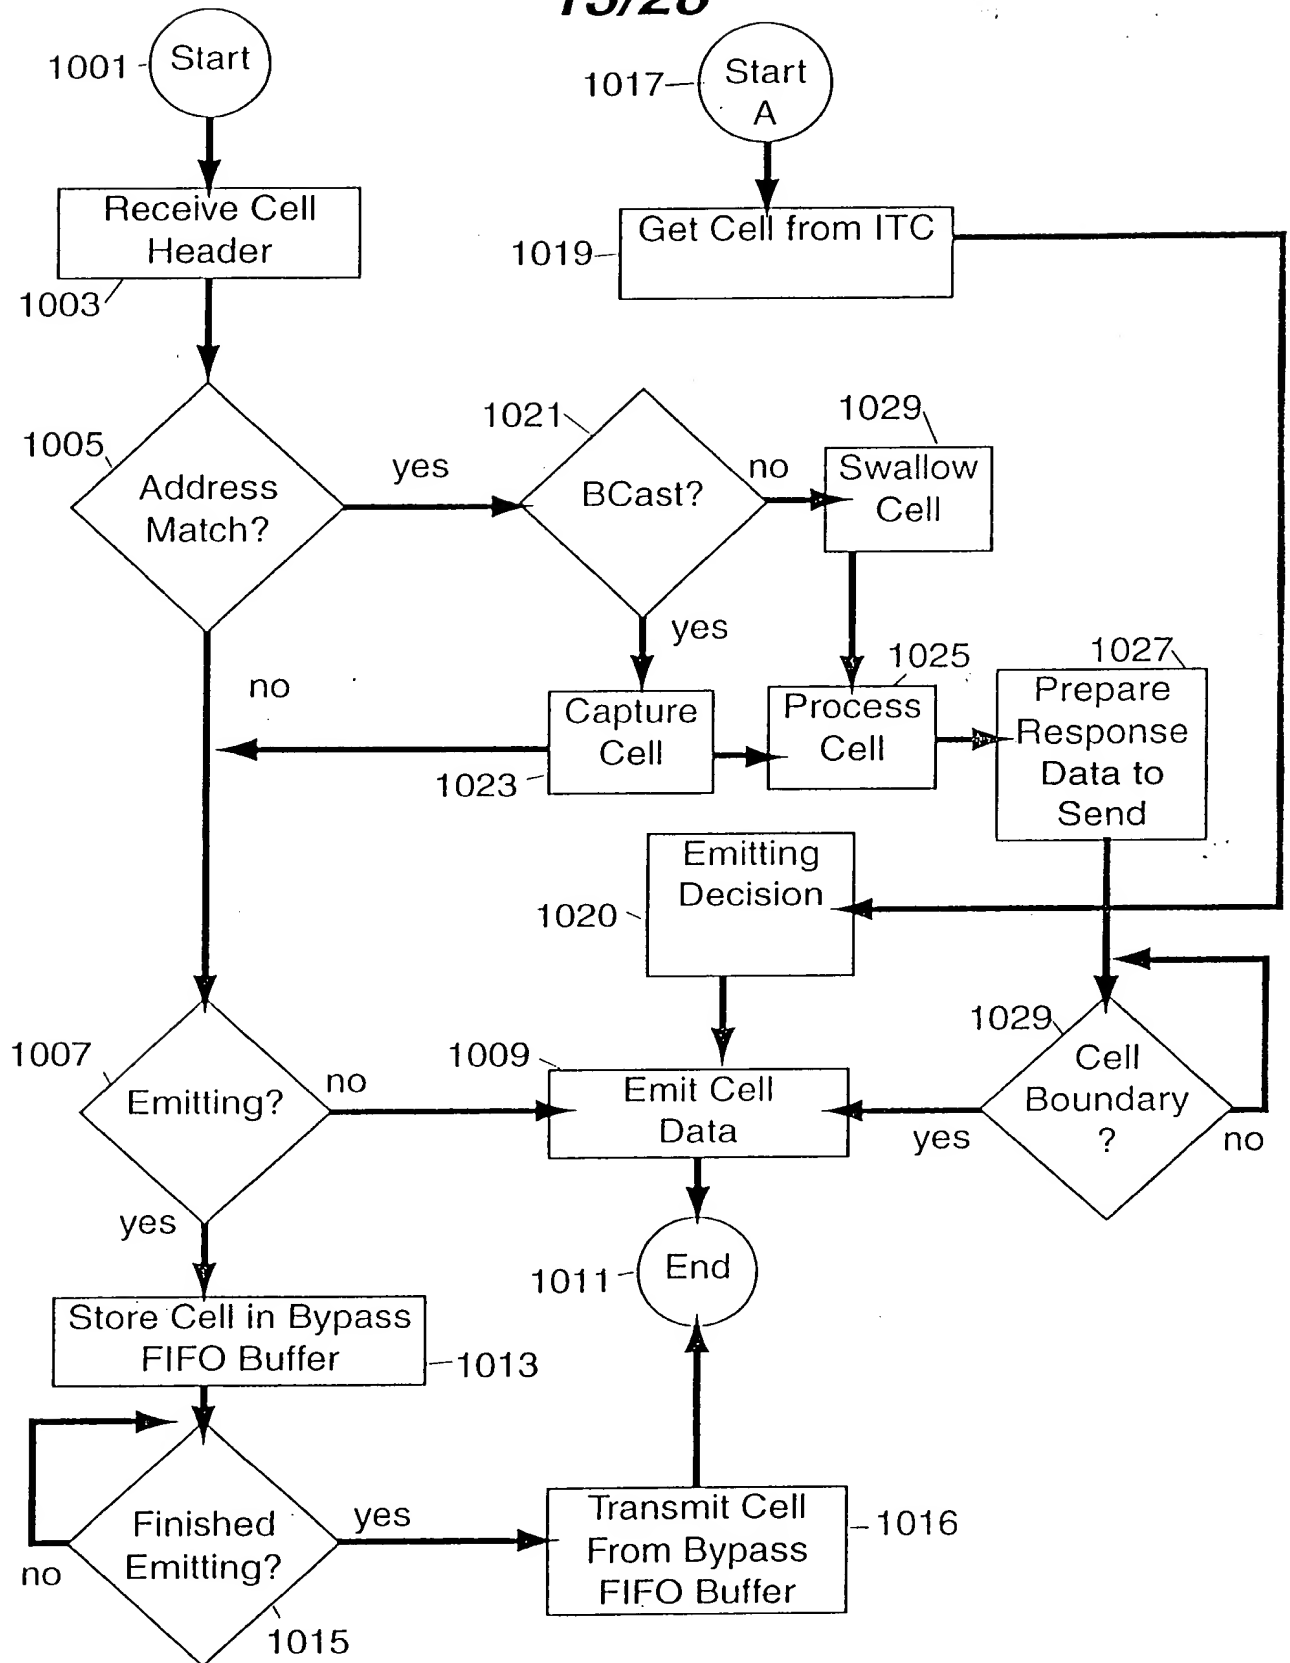 15/28
Start
1001
Start
A
1017
Receive Cell
Header
1003
Get Cell from ITC
1019
1005
Address
Match?
yes
no
1021
BCast?
no
yes
1029
Swallow
Cell
Capture
Cell
1023
1025
Process
Cell
1027
Prepare
Response
Data to
Send
Emitting
Decision
1020
1007
Emitting?
no
yes
1009
Emit Cell
Data
1029
Cell
Boundary
?
yes
no
End
1011
Store Cell in Bypass
FIFO Buffer
1013
Finished
Emitting?
yes
no
1015
Transmit Cell
From Bypass
FIFO Buffer
1016